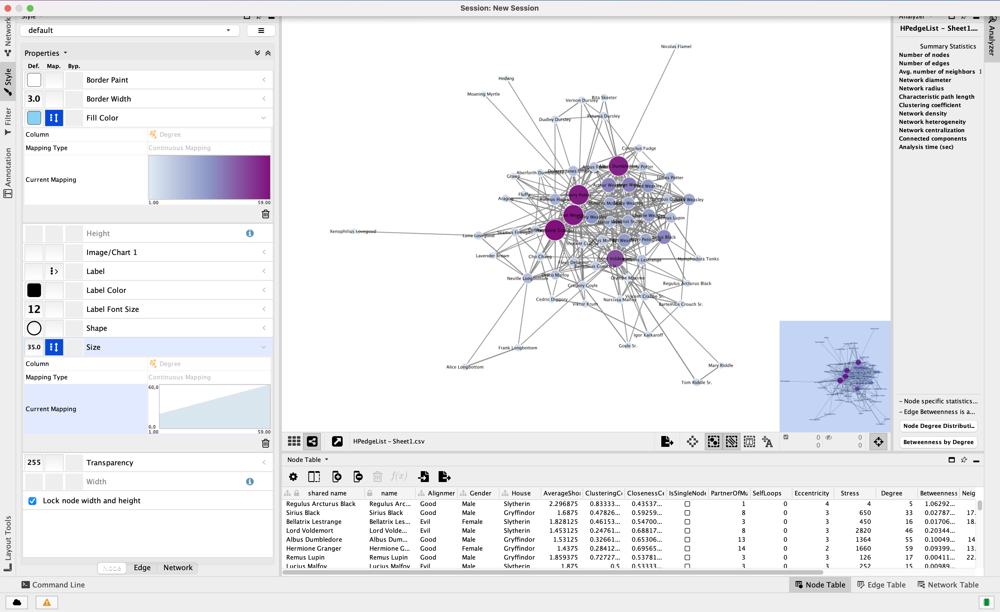 Session: New Session
Network
Style
Filter
Annotation
Layout Tools
Style
default
Properties
Def. Map. Byp.
Border Paint
3.0 Border Width
Fill Color
Column Degree
Mapping Type Continuous Mapping
Current Mapping
1.00 59.00
Height
Image/Chart 1
Label
Label Color
12 Label Font Size
Shape
35.0 Size
Column Degree
Mapping Type Continuous Mapping
60,0
Current Mapping
0,0
1.00 59.00
255 Transparency
Width
Lock node width and height
Node Edge Network
Nicolas Flamel
Hedwig
Moaning Myrtle
Rita Skeeter
Vernon Dursley
Petunia Dursley
Dudley Dursley
Cornelius Fudge
Lily Potter
Aberforth Dumbledore
Grawp
James Potter
Arthur Weasley
Fred Weasley
Fluffy
Harry Potter
Aragog
Rubeus Hagrid
Molly Weasley
Percy Weasley
Ron Weasley
Ginny Weasley
Charlie Weasley
Remus Lupin
Severus Snape
Xenophilius Lovegood
Luna Lovegood
Seamus Finnigan
Dobby
Hermione Granger
Sirius Black
Peter Pettigrew
Vincent Crabbe
Lucius Malfoy
Bill Weasley
Lavender Brown
Cho Chang
Lord Voldemort
Bellatrix Lestrange
Nymphadora Tonks
Fleur Delacour
Bartemius Crouch Jr.
Neville Longbottom
Draco Malfoy
Olympe Maxime
Gregory Goyle
Regulus Arcturus Black
Cedric Diggory
Viktor Krum
Narcissa Malfoy
Vincent Crabbe Sr.
Bartemius Crouch Sr.
Igor Karkaroff
Goyle Sr.
Frank Longbottom
Alice Longbottom
Mary Riddle
Tom Riddle Sr.
HPedgeList – Sheet1.csv
0 0
0 0
Analyzer
Analyzer
HPedgeList – Sheet1....
Summary Statistics
Number of nodes
Number of edges
Avg. number of neighbors 1
Network diameter
Network radius
Characteristic path length
Clustering coefficient
Network density
Network heterogeneity
Network centralization
Connected components
Analysis time (sec)
– Node specific statistics...
– Edge Betweenness is a...
Node Degree Distributi...
Betweenness by Degree
Node Table
f(x)
shared name name Alignmer Gender House AverageShor ClusteringCo ClosenessCe IsSingleNode PartnerOfMu SelfLoops Eccentricity Stress Degree Betweenness Neig
Regulus Arcturus Black Regulus Arc... Good Male Slytherin 2.296875 0.83333... 0.43537... 1 0 4 4 5 1.06292...
Sirius Black Sirius Black Good Male Gryffindor 1.6875 0.47826... 0.59259... 8 0 3 650 33 0.02787... 17.
Bellatrix Lestrange Bellatrix Les... Evil Female Slytherin 1.828125 0.46153... 0.54700... 3 0 3 450 16 0.01706... 18.
Lord Voldemort Lord Volde... Evil Male Slytherin 1.453125 0.24761... 0.68817... 8 0 3 2820 46 0.20344...
Albus Dumbledore Albus Dum... Good Male Gryffindor 1.53125 0.32661... 0.65306... 13 0 3 1364 55 0.10049... 14
Hermione Granger Hermione G... Good Female Gryffindor 1.4375 0.28412... 0.69565... 14 0 2 1660 59 0.09399... 13.
Remus Lupin Remus Lupin Good Male Gryffindor 1.859375 0.72727... 0.53781... 3 0 3 126 17 0.00411... 22.
Lucius Malfoy Lucius Malfoy Evil Male Slytherin 1.875 0.5 0.53333... 3 0 3 252 15 0.00989...
Command Line
Node Table Edge Table Network Table